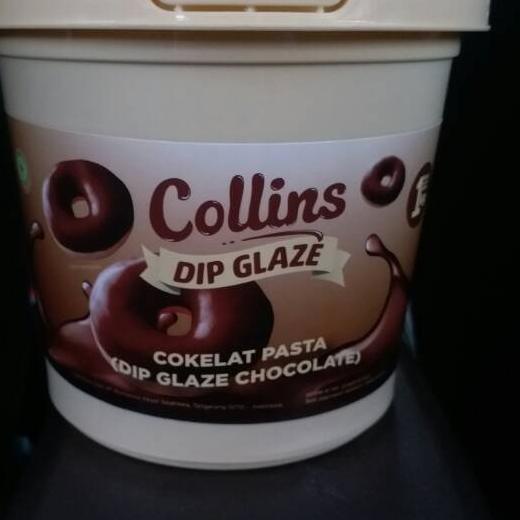 Collins
DIP GLAZE
COKELAT PASTA
(DIP GLAZE CHOCOLATE)